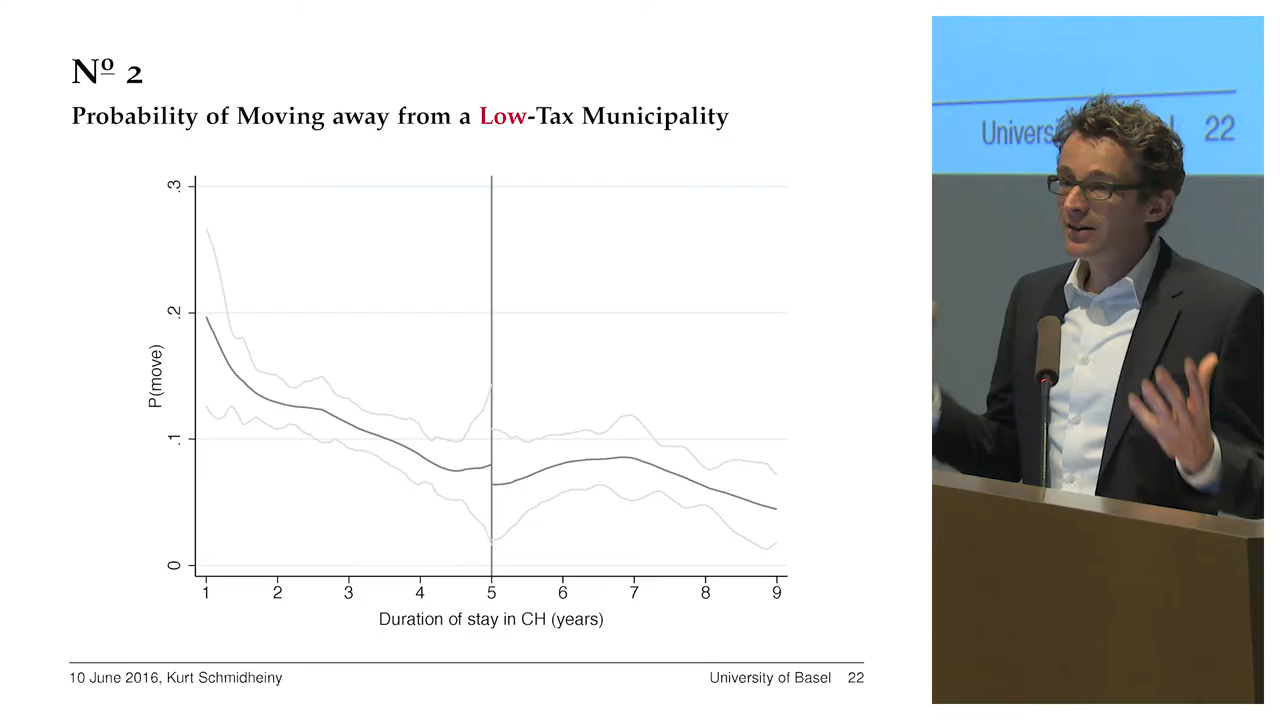 Nº 2
Probability of Moving away from a Low-Tax Municipality
.3
.2
.1
0
P(move)
1 2 3 4 5 6 7 8 9
Duration of stay in CH (years)
10 June 2016, Kurt Schmidheiny
University of Basel 22
22